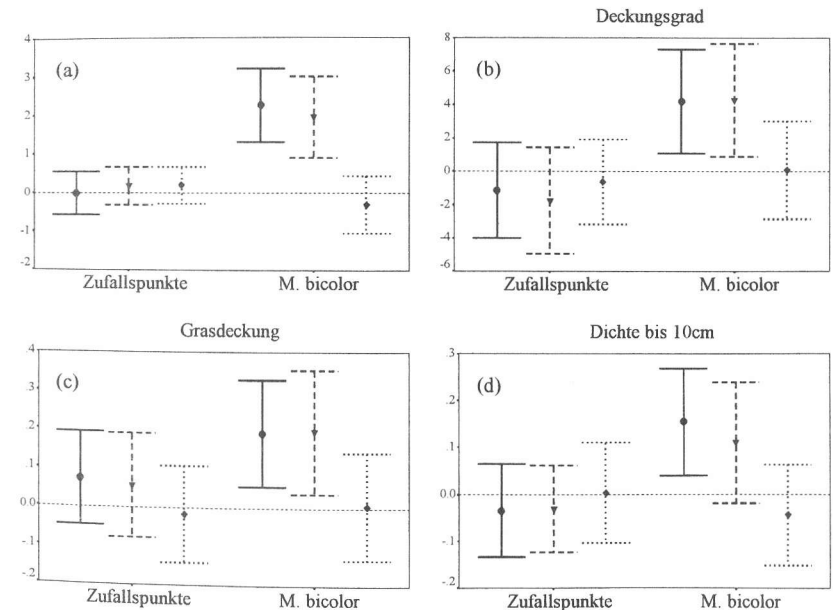 Deckungsgrad
(a)
4
3
2
1
0
-1
-2
Zufallspunkte M. bicolor
(b)
8
6
4
2
0
-2
-4
-6
Zufallspunkte M. bicolor
Grasdeckung
(c)
.4
.3
.2
.1
0.0
-.1
-.2
Zufallspunkte M. bicolor
Dichte bis 10cm
(d)
.3
.2
.1
0.0
-.1
-.2
Zufallspunkte M. bicolor